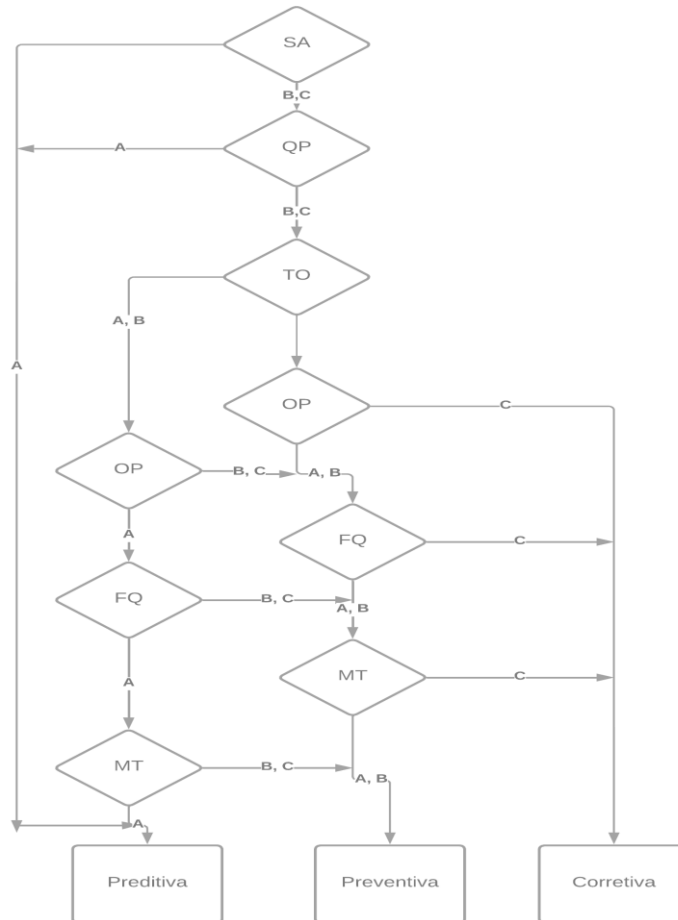 SA
B,C
A
QP
B,C
TO
A, B
A
OP
C
OP
B, C
A, B
A
FQ
C
FQ
B, C
A, B
MT
C
A
MT
B, C
A, B
A
Preditiva
Preventiva
Corretiva